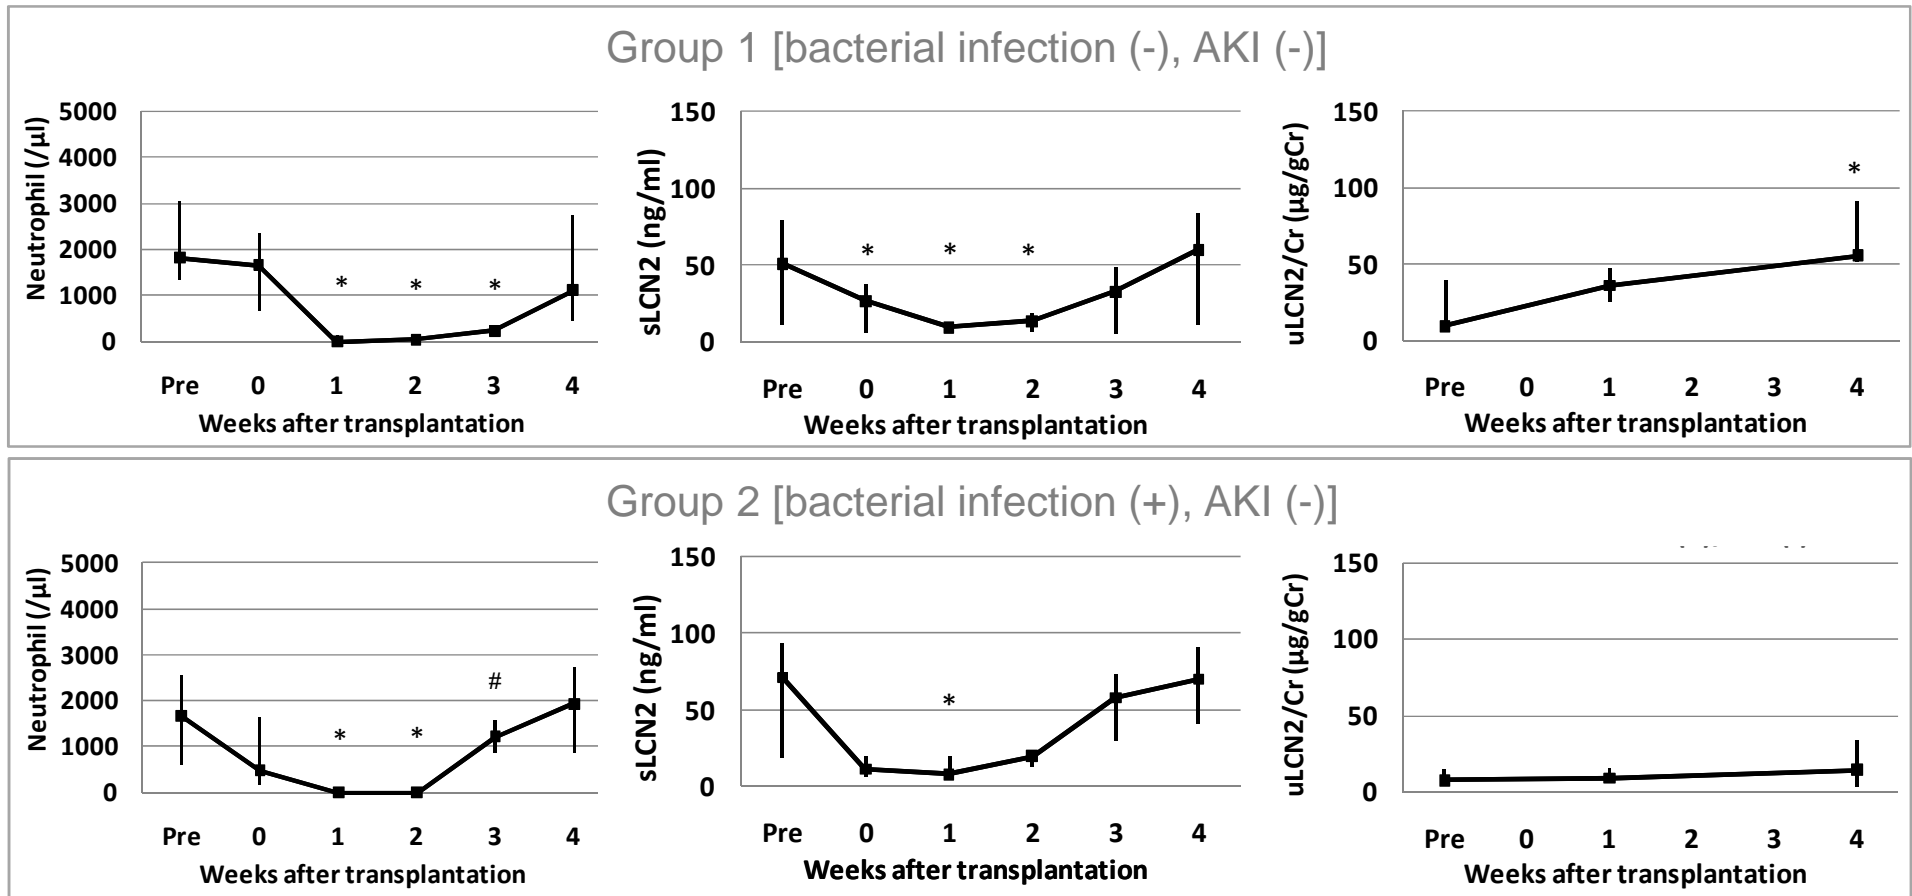 Group 1 [bacterial infection (-), AKI (-)]
Neutrophil (/µl)
5000
4000
3000
2000
1000
0
* * *
Pre 0 1 2 3 4
Weeks after transplantation
sLCN2 (ng/ml)
150
100
50
0
* * *
Pre 0 1 2 3 4
Weeks after transplantation
uLCN2/Cr (µg/gCr)
150
100
50
0
*
Pre 0 1 2 3 4
Weeks after transplantation
Group 2 [bacterial infection (+), AKI (-)]
Neutrophil (/µl)
5000
4000
3000
2000
1000
0
* * #
Pre 0 1 2 3 4
Weeks after transplantation
sLCN2 (ng/ml)
150
100
50
0
*
Pre 0 1 2 3 4
Weeks after transplantation
uLCN2/Cr (µg/gCr)
150
100
50
0
Pre 0 1 2 3 4
Weeks after transplantation